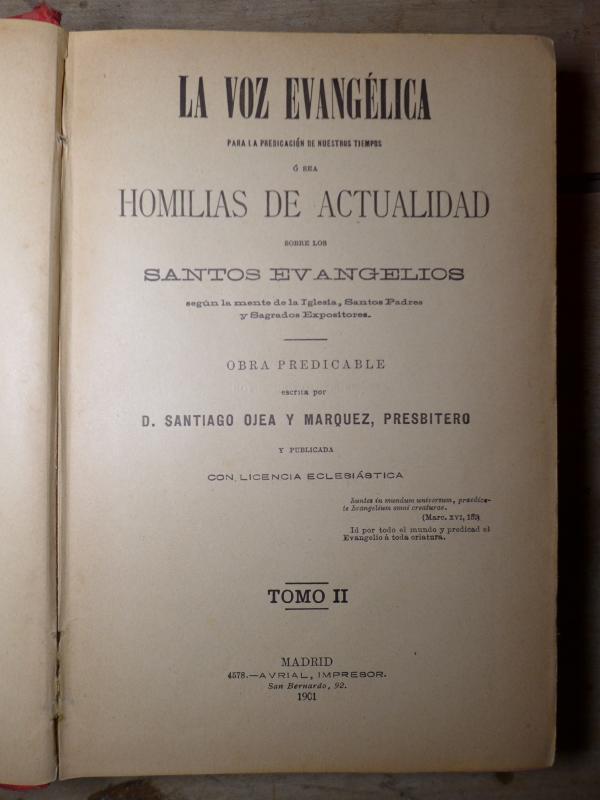 LA VOZ EVANGÉLICA
PARA LA PREDICACIÓN DE NUESTROS TIEMPOS
Ó SEA
HOMILIAS DE ACTUALIDAD
SOBRE LOS
SANTOS EVANGELIOS
según la mente de la Iglesia, Santos Padres
y Sagrados Expositores.
OBRA PREDICABLE
escrita por
D. SANTIAGO OJEA Y MARQUEZ, PRESBITERO
Y PUBLICADA
CON LICENCIA ECLESIÁSTICA
Euntes in mundum universum, praedica-
te Evangelium omni creaturae.
(Marc. XVI,
Id por todo el mundo y predicad el
Evangelio á toda criatura.
TOMO II
MADRID
4578.—AVRIAL, IMPRESOR.
San Bernardo, 92.
1901